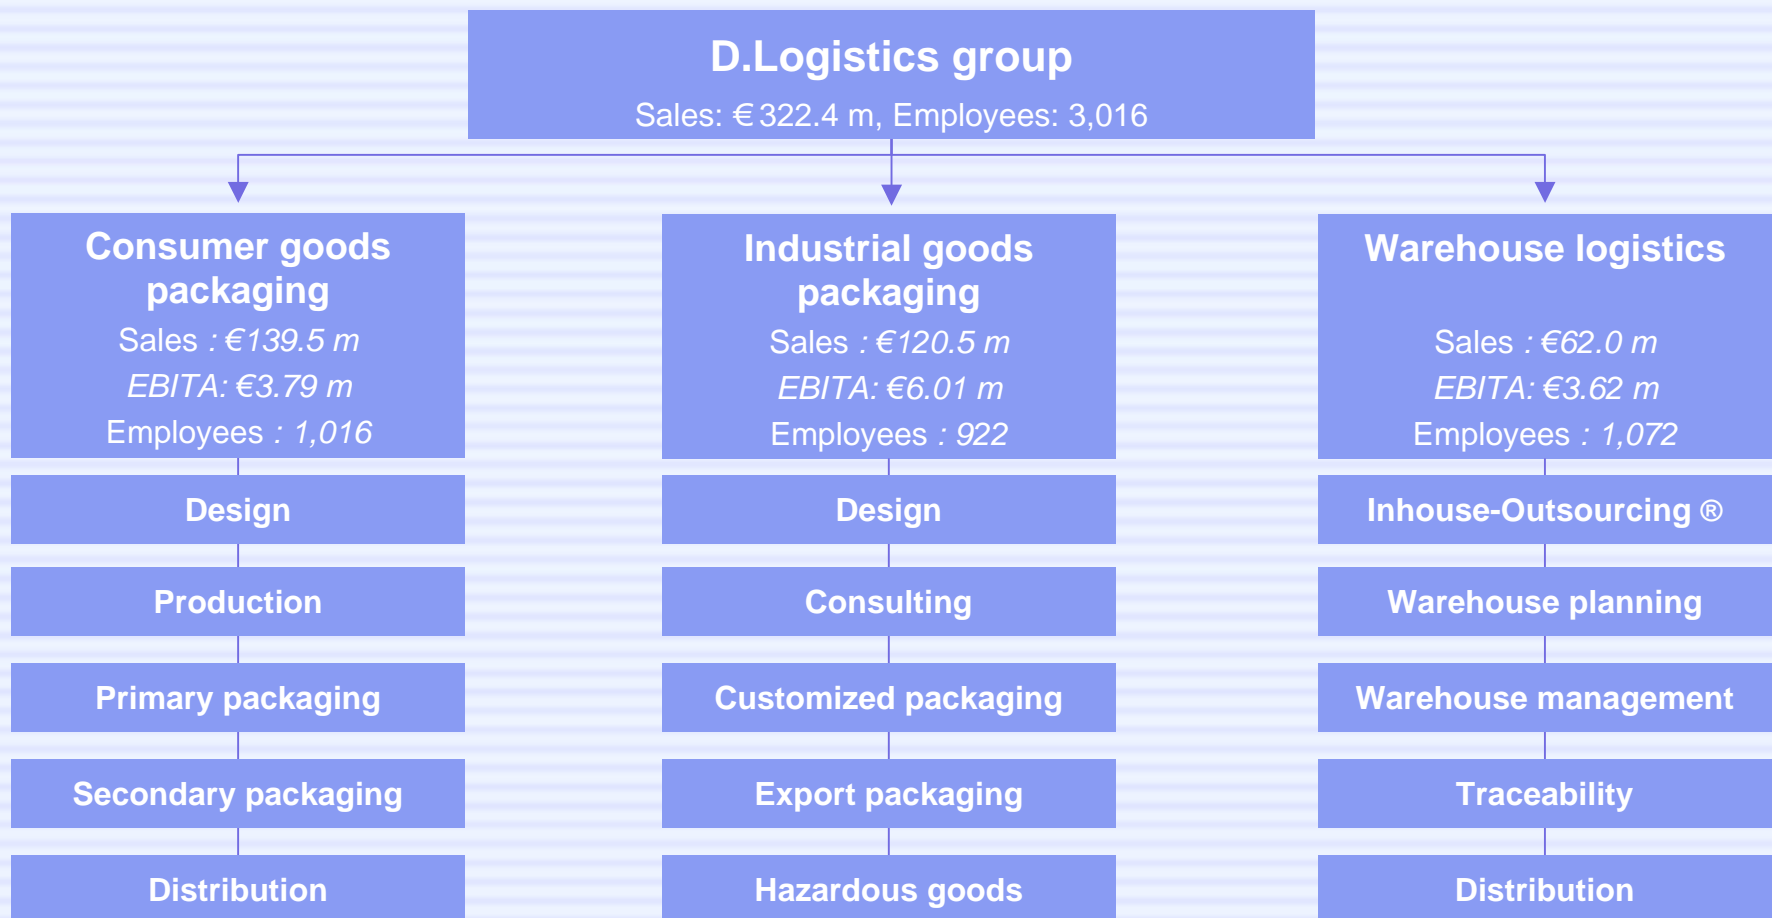 D.Logistics group
Sales: € 322.4 m, Employees: 3,016
Consumer goods
packaging
Sales : €139.5 m
EBITA: €3.79 m
Employees : 1,016
Design
Production
Primary packaging
Secondary packaging
Distribution
Industrial goods
packaging
Sales : €120.5 m
EBITA: €6.01 m
Employees : 922
Design
Consulting
Customized packaging
Export packaging
Hazardous goods
Warehouse logistics
Sales : €62.0 m
EBITA: €3.62 m
Employees : 1,072
Inhouse-Outsourcing ®
Warehouse planning
Warehouse management
Traceability
Distribution